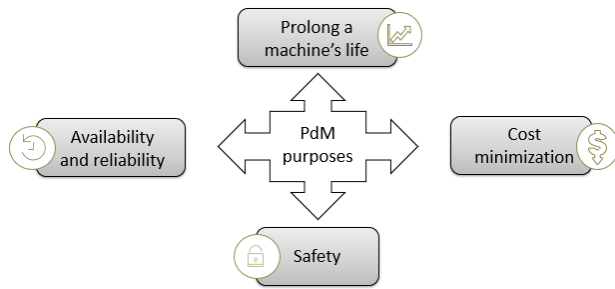 Prolong a
machine's life
Availability
and reliability
PdM
purposes
Cost
minimization
Safety